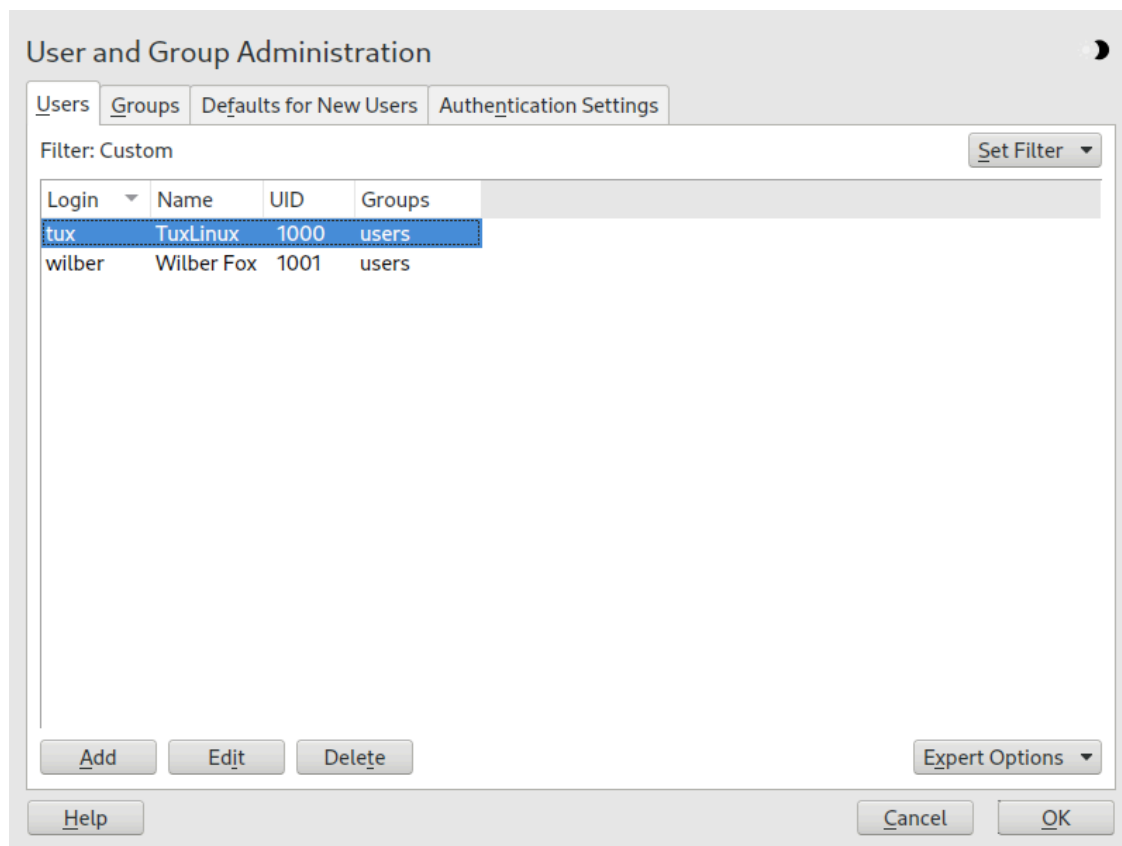 User and Group Administration
Users Groups Defaults for New Users Authentication Settings
Filter: Custom Set Filter
Login Name UID Groups
tux TuxLinux 1000 users
wilber Wilber Fox 1001 users
Add Edit Delete Expert Options
Help Cancel OK